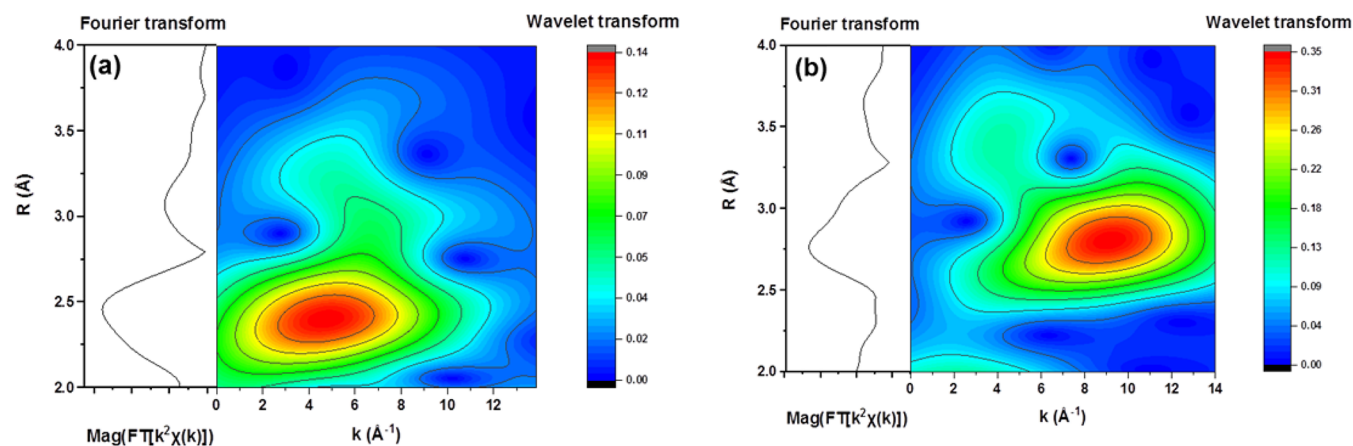 Fourier transform
Wavelet transform
(a)
4.0
3.5
3.0
2.5
2.0
R (Å)
0 2 4 6 8 10 12
Mag(FT[k²χ(k)])
k (Å⁻¹)
0.14
0.13
0.11
0.09
0.07
0.06
0.04
0.02
0.00
Fourier transform
Wavelet transform
(b)
4.0
3.5
3.0
2.5
2.0
R (Å)
0 2 4 6 8 10 12 14
Mag(FT[k²χ(k)])
k (Å⁻¹)
0.35
0.31
0.26
0.22
0.18
0.13
0.09
0.04
0.00